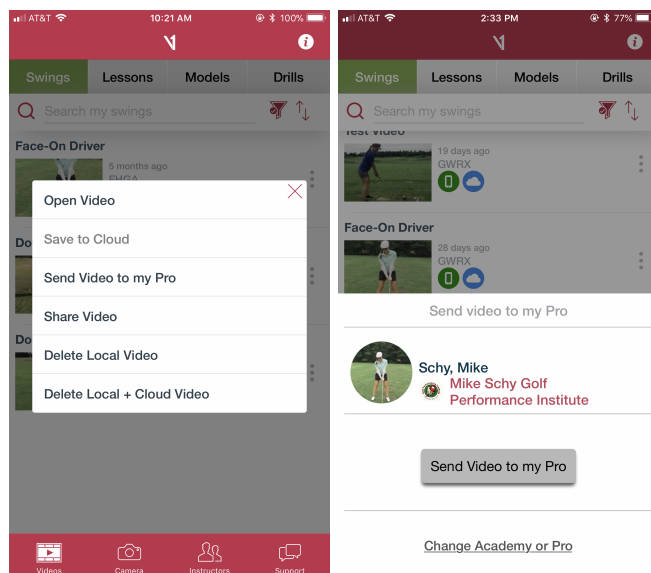 AT&T
10:21 AM
100%
Swings
Lessons
Models
Drills
Search my swings
Face-On Driver
5 months ago
FHGA
Open Video
Save to Cloud
Do
Send Video to my Pro
Share Video
Do
Delete Local Video
Delete Local + Cloud Video
Videos
Camera
Instructors
Support
AT&T
2:33 PM
77%
Swings
Lessons
Models
Drills
Search my swings
Test Video
19 days ago
GWRX
Face-On Driver
28 days ago
GWRX
Send video to my Pro
Schy, Mike
Mike Schy Golf
Performance Institute
Send Video to my Pro
Change Academy or Pro